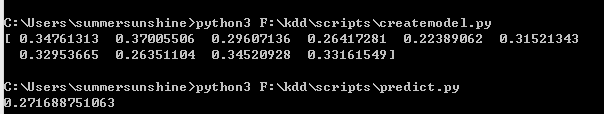 C:\Users\summersunshine>python3 F:\kdd\scripts\createmodel.py
[ 0.34761313  0.37005506  0.29607136  0.26417281  0.22389062  0.31521343
  0.32953665  0.26351104  0.34520928  0.33161549]
C:\Users\summersunshine>python3 F:\kdd\scripts\predict.py
0.271688751063